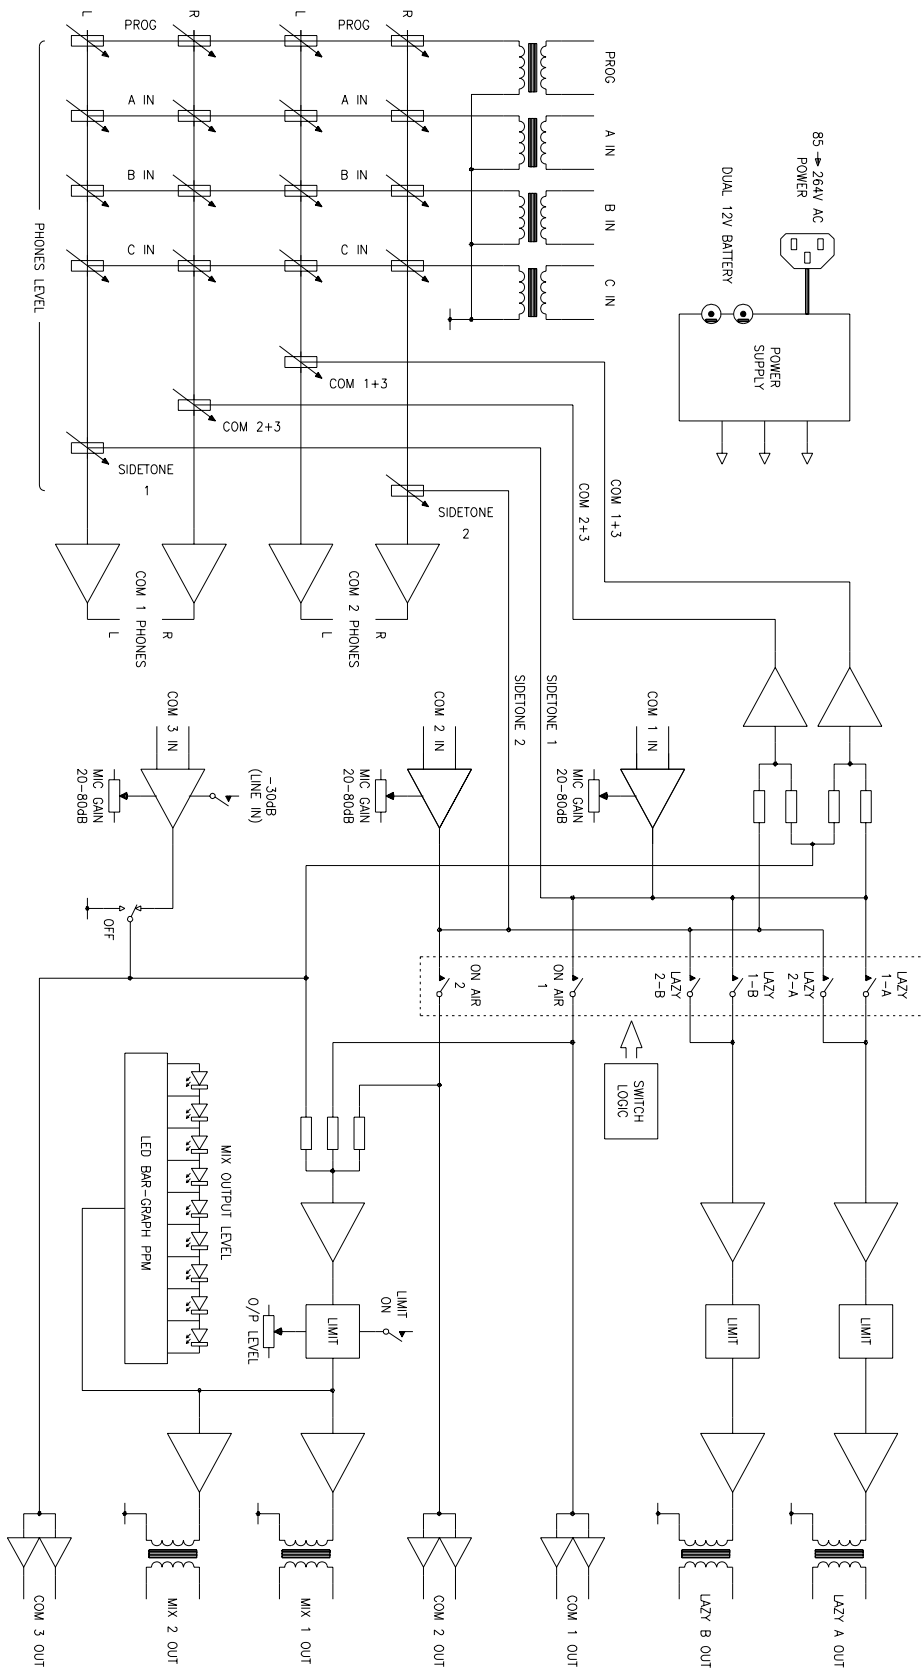 L
R
L
R
PROG
PROG
PROG
A IN
A IN
A IN
B IN
B IN
B IN
C IN
C IN
C IN
PHONES LEVEL
85 → 264V AC
POWER
DUAL 12V BATTERY
POWER
SUPPLY
COM 1+3
COM 2+3
SIDETONE
1
SIDETONE
2
COM 1+3
COM 2+3
COM 1 PHONES
L
R
COM 2 PHONES
L
R
SIDETONE 1
SIDETONE 2
COM 3 IN
MIC GAIN
20-80dB
-30dB
(LINE IN)
OFF
COM 2 IN
MIC GAIN
20-80dB
COM 1 IN
MIC GAIN
20-80dB
LAZY
1-A
LAZY
2-A
LAZY
1-B
LAZY
2-B
ON AIR
1
ON AIR
2
SWITCH
LOGIC
MIX OUTPUT LEVEL
LED BAR-GRAPH PPM
LIMIT
ON
LIMIT
O/P LEVEL
LIMIT
LIMIT
LAZY A OUT
LAZY B OUT
COM 1 OUT
COM 2 OUT
MIX 1 OUT
MIX 2 OUT
COM 3 OUT